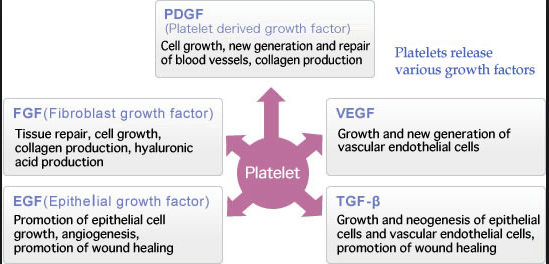 PDGF
(Platelet derived growth factor)
Cell growth, new generation and repair
of blood vessels, collagen production
Platelets release
various growth factors
FGF(Fibroblast growth factor)
Tissue repair, cell growth,
collagen production, hyaluronic
acid production
VEGF
Growth and new generation of
vascular endothelial cells
Platelet
EGF(Epithelial growth factor)
Promotion of epithelial cell
growth, angiogenesis,
promotion of wound healing
TGF-β
Growth and neogenesis of epithelial
cells and vascular endothelial cells,
promotion of wound healing